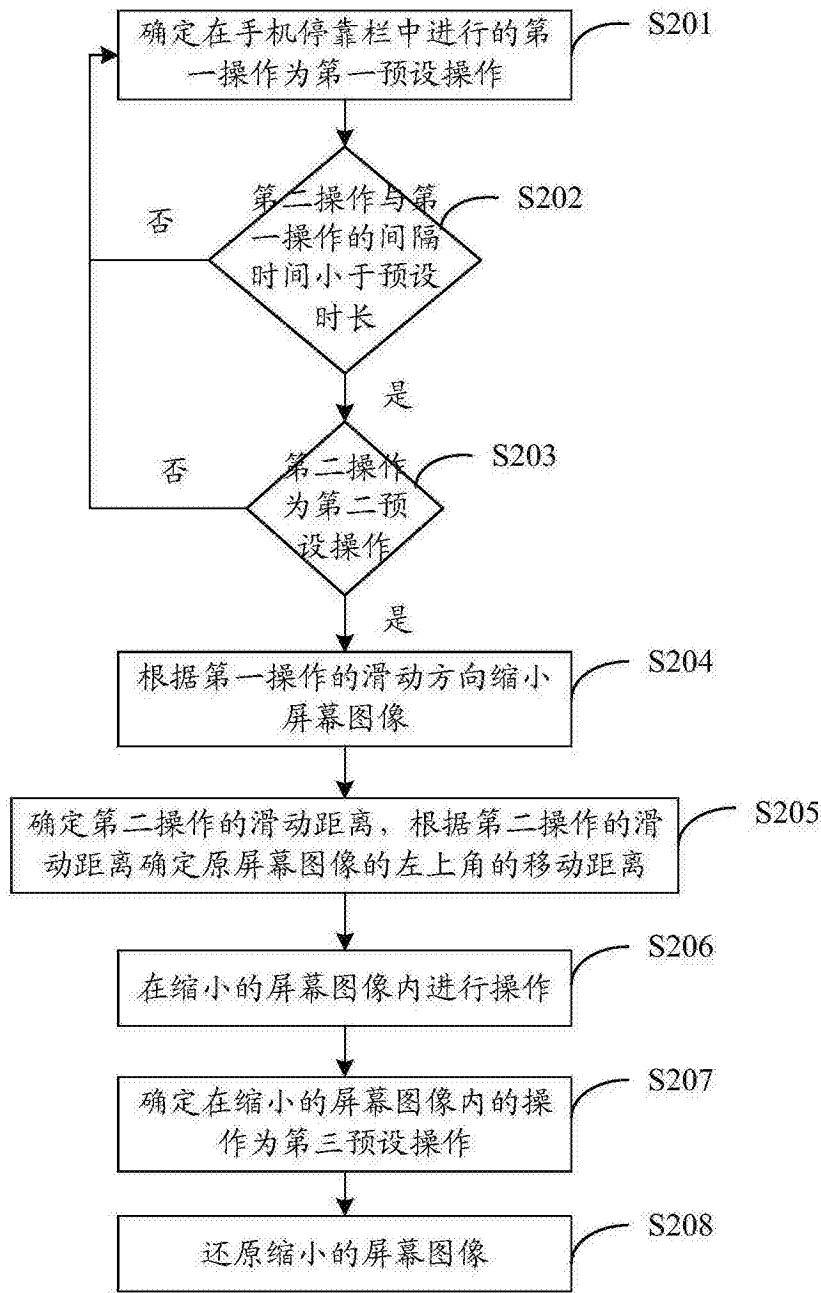 确定在手机停靠栏中进行的第
一操作为第一预设操作
S201
第二操作与第
一操作的间隔
时间小于预设
时长
S202
否
是
第二操作
为第二预
设操作
S203
否
是
根据第一操作的滑动方向缩小
屏幕图像
S204
确定第二操作的滑动距离，根据第二操作的滑
动距离确定原屏幕图像的左上角的移动距离
S205
在缩小的屏幕图像内进行操作
S206
确定在缩小的屏幕图像内的操
作为第三预设操作
S207
还原缩小的屏幕图像
S208